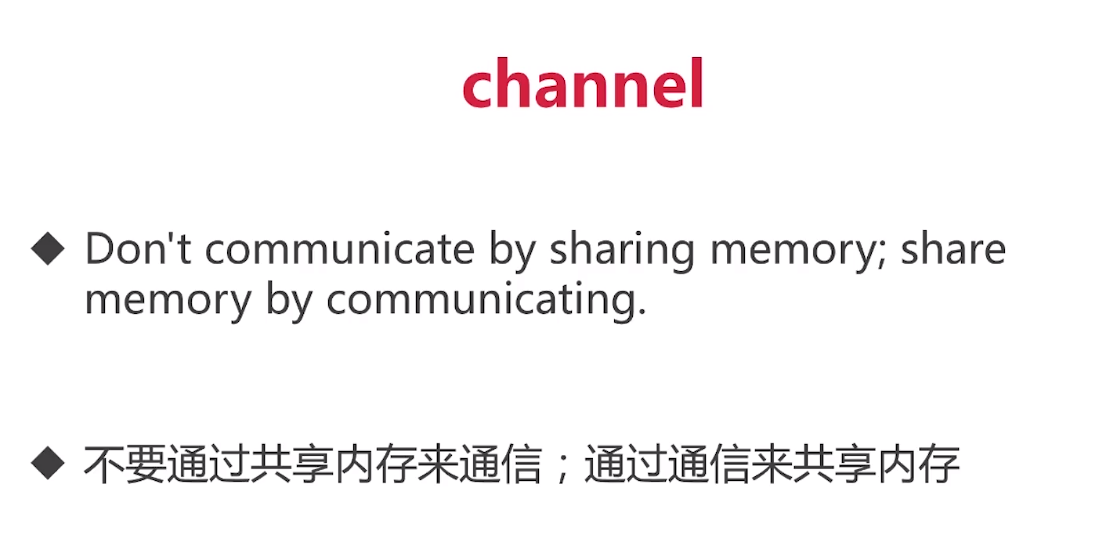 channel
◆ Don't communicate by sharing memory; share
memory by communicating.
◆ 不要通过共享内存来通信；通过通信来共享内存